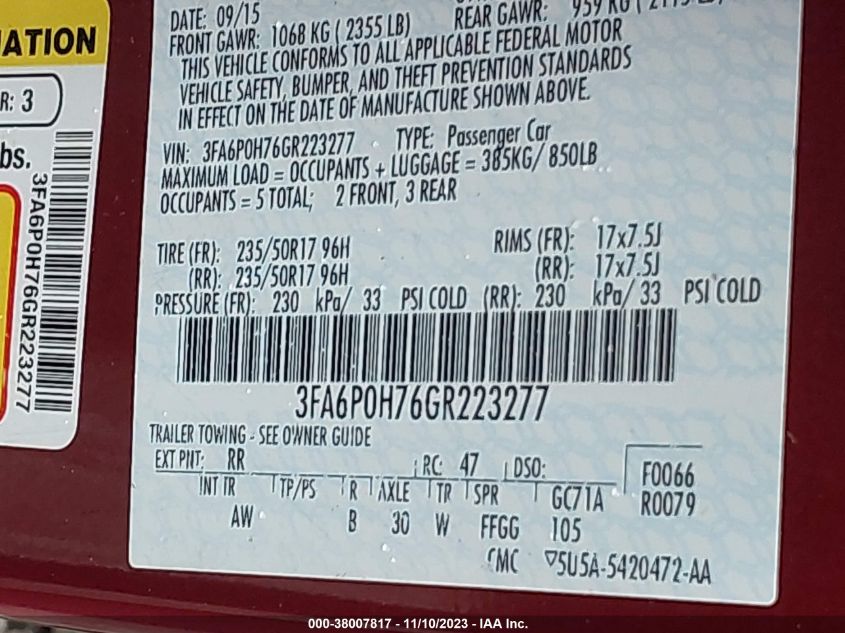 MATION
R: 3
bs.
3FA6P0H76GR223277
DATE: 09/15
FRONT GAWR: 1068 KG ( 2355 LB) REAR GAWR: 959 KG
THIS VEHICLE CONFORMS TO ALL APPLICABLE FEDERAL MOTOR
VEHICLE SAFETY, BUMPER, AND THEFT PREVENTION STANDARDS
IN EFFECT ON THE DATE OF MANUFACTURE SHOWN ABOVE.
VIN: 3FA6P0H76GR223277 TYPE: Passenger Car
MAXIMUM LOAD = OCCUPANTS + LUGGAGE = 385KG/ 850LB
OCCUPANTS = 5 TOTAL; 2 FRONT, 3 REAR
TIRE (FR): 235/50R17 96H RIMS (FR): 17x7.5J
(RR): 235/50R17 96H (RR): 17x7.5J
PRESSURE (FR): 230 kPa/ 33 PSI COLD (RR): 230 kPa/ 33 PSI COLD
3FA6P0H76GR223277
TRAILER TOWING - SEE OWNER GUIDE
EXT PNT: RR RC: 47 DSO: F0066
INT TR TP/PS R AXLE TR SPR GC71A R0079
AW B 30 W FFGG 105
CMC 5U5A-5420472-AA
000-38007817 - 11/10/2023 - IAA Inc.